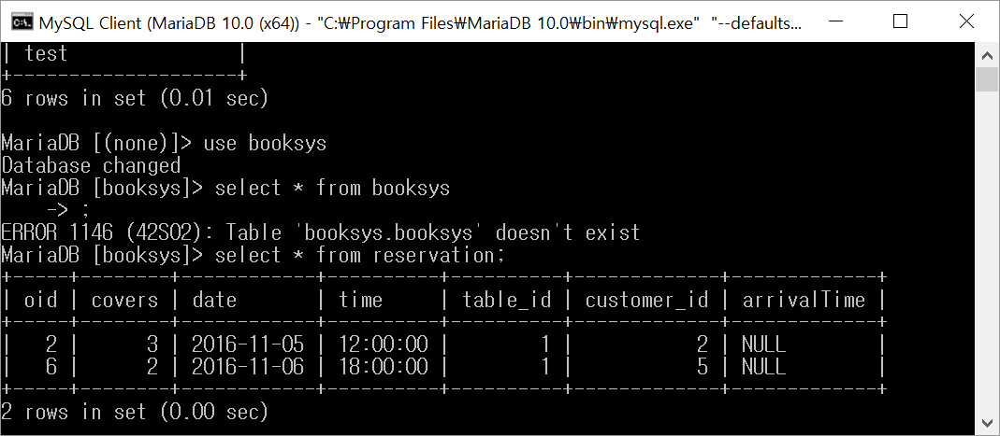 MySQL Client (MariaDB 10.0 (x64)) - "C:₩Program Files₩MariaDB 10.0₩bin₩mysql.exe"  "--defaults...
| test               |
+--------------------+
6 rows in set (0.01 sec)
MariaDB [(none)]> use booksys
Database changed
MariaDB [booksys]> select * from booksys
    -> ;
ERROR 1146 (42S02): Table 'booksys.booksys' doesn't exist
MariaDB [booksys]> select * from reservation;
+-----+--------+------------+----------+----------+-------------+-------------+
| oid | covers | date       | time     | table_id | customer_id | arrivalTime |
+-----+--------+------------+----------+----------+-------------+-------------+
|   2 |      3 | 2016-11-05 | 12:00:00 |        1 |           2 | NULL        |
|   6 |      2 | 2016-11-06 | 18:00:00 |        1 |           5 | NULL        |
+-----+--------+------------+----------+----------+-------------+-------------+
2 rows in set (0.00 sec)